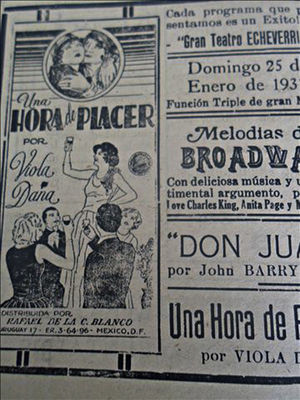 Una
HORA de PLACER
POR
Viola
Dana
DISTRIBUIDA POR
RAFAEL DE LA C. BLANCO
URUGUAY 17 - ER. 3-64-96 - MEXICO, D.F.
Cada programa que
sentamos es un Exito
- "Gran Teatro ECHEVERRI
Domingo 25 d
Enero de 193
Función Triple de gran
Melodias d
BROADWA
Con deliciosa música y
timental argumento,
Love Charles King, Anita Page y M
"DON JUA
por John BARRY
Una Hora de P
por VIOLA D